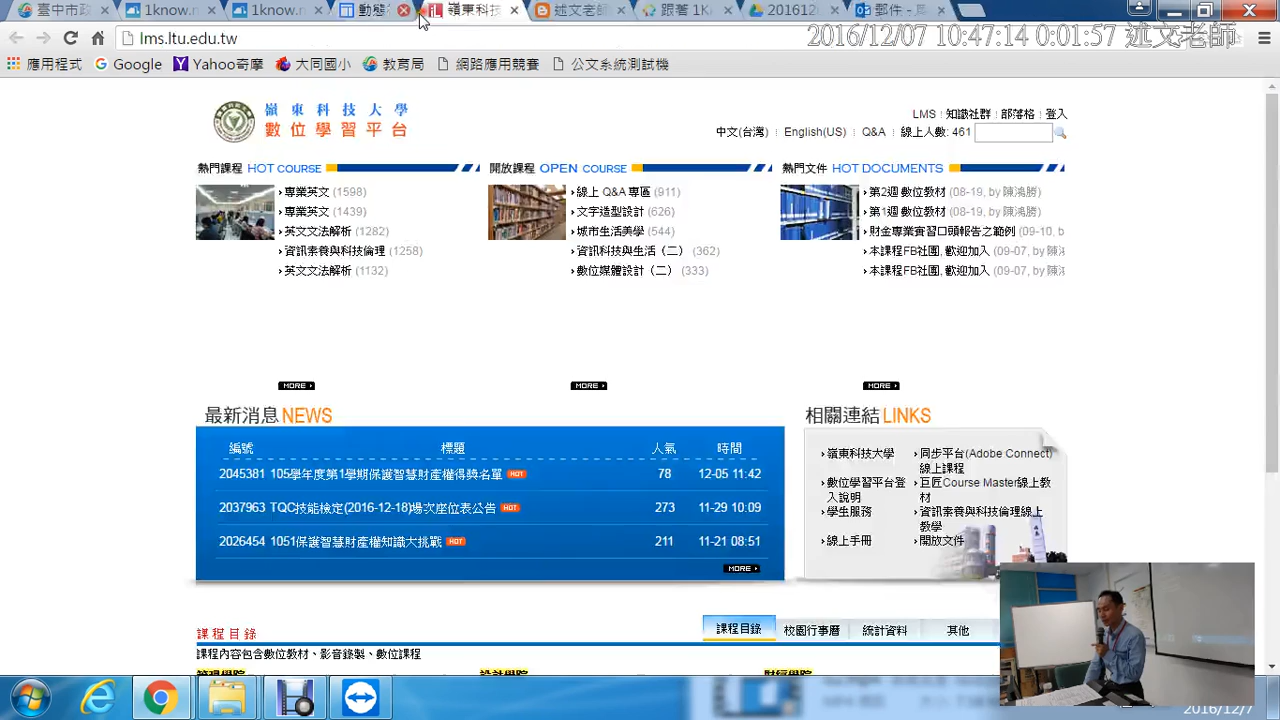 臺中市政
1know.
1know.n
動態
嶺東科技
述文老師
跟著 1Kr
201612
郵件 -
lms.ltu.edu.tw
2016/12/07 10:47:14 0:01:57 述文老師
應用程式 Google Yahoo奇摩 大同國小 教育局 網路應用競賽 公文系統測試機
嶺東科技大學
數位學習平台
LMS 知識社群 部落格 登入
中文(台灣) English(US) Q&A 線上人數: 461
熱門課程 HOT COURSE
專業英文 (1598)
專業英文 (1439)
英文文法解析 (1282)
資訊素養與科技倫理 (1258)
英文文法解析 (1132)
MORE
開放課程 OPEN COURSE
線上 Q&A 專區 (911)
文字造型設計 (626)
城市生活美學 (544)
資訊科技與生活（二） (362)
數位媒體設計（二） (333)
MORE
熱門文件 HOT DOCUMENTS
第2週 數位教材 (08-19, by 陳鴻勝)
第1週 數位教材 (08-19, by 陳鴻勝)
財金專業實習口頭報告之範例 (09-10, b
本課程FB社團, 歡迎加入 (09-07, by 陳鴻
本課程FB社團, 歡迎加入 (09-07, by 陳鴻
MORE
最新消息 NEWS
編號 標題 人氣 時間
2045381 105學年度第1學期保護智慧財產權得獎名單 HOT 78 12-05 11:42
2037963 TQC技能檢定(2016-12-18)場次座位表公告 HOT 273 11-29 10:09
2026454 1051保護智慧財產權知識大挑戰 HOT 211 11-21 08:51
MORE
相關連結 LINKS
嶺東科技大學
數位學習平台登入說明
學生服務
線上手冊
同步平台(Adobe Connect)線上課程
巨匠Course Master線上教材
資訊素養與科技倫理線上教學
開放文件
課程目錄 校園行事曆 統計資料 其他
課程目錄
課程內容包含數位教材、影音錄製、數位課程
管理學院 設計學院 財經學院
2016/12/7